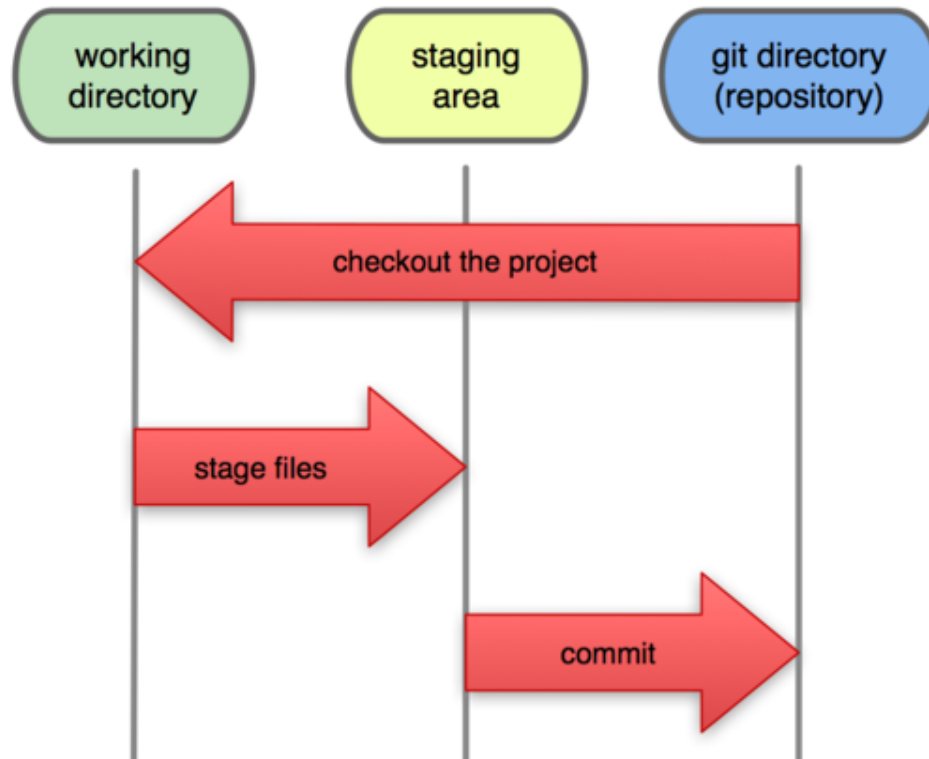 working
directory
staging
area
git directory
(repository)
checkout the project
stage files
commit